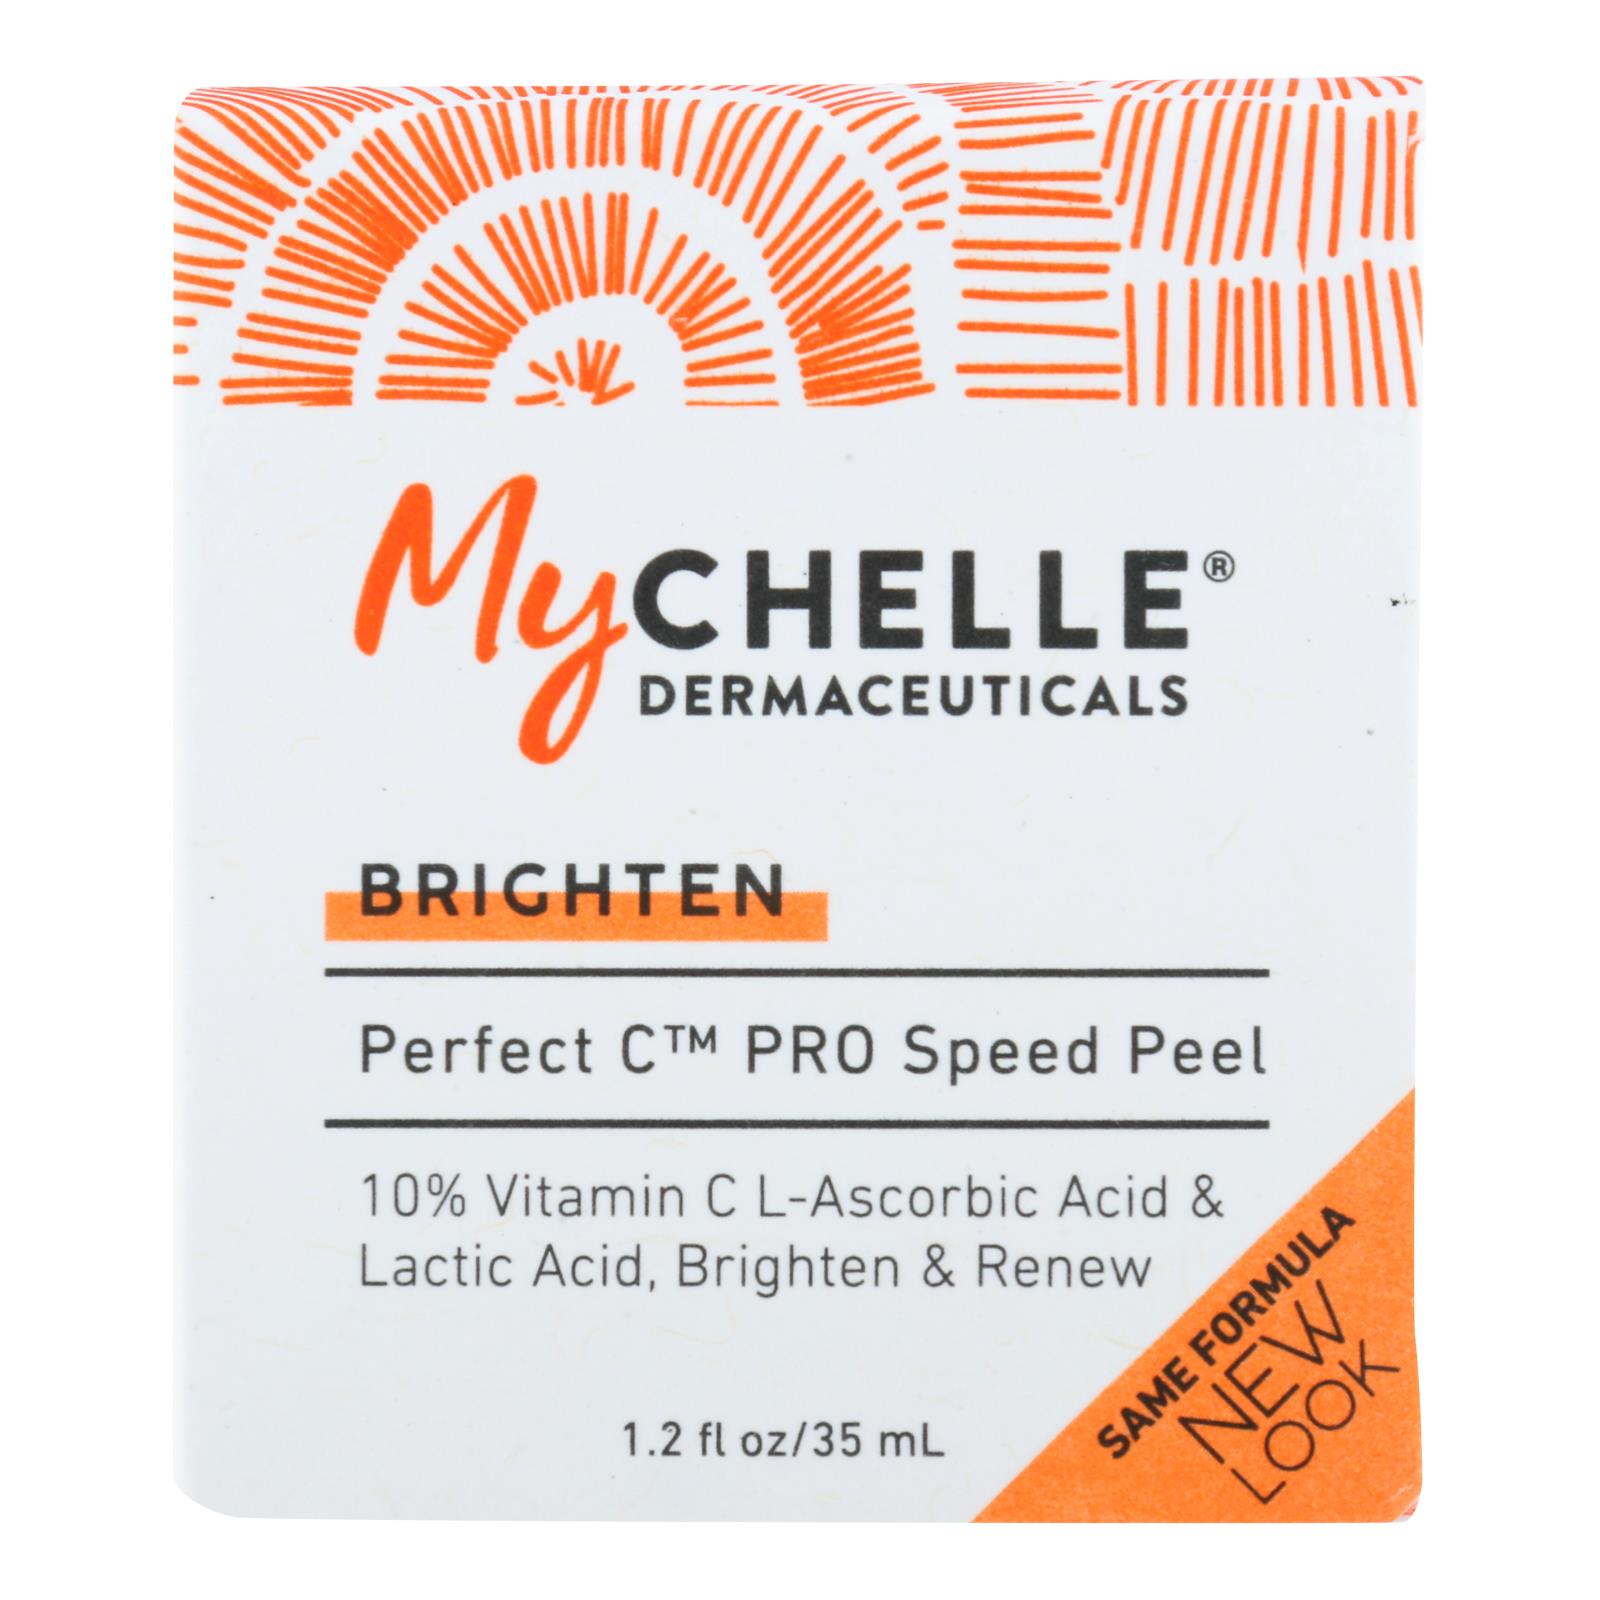 MyCHELLE®
DERMACEUTICALS
BRIGHTEN
Perfect C™ PRO Speed Peel
10% Vitamin C L-Ascorbic Acid &
Lactic Acid, Brighten & Renew
1.2 fl oz/35 mL
SAME FORMULA
NEW
LOOK